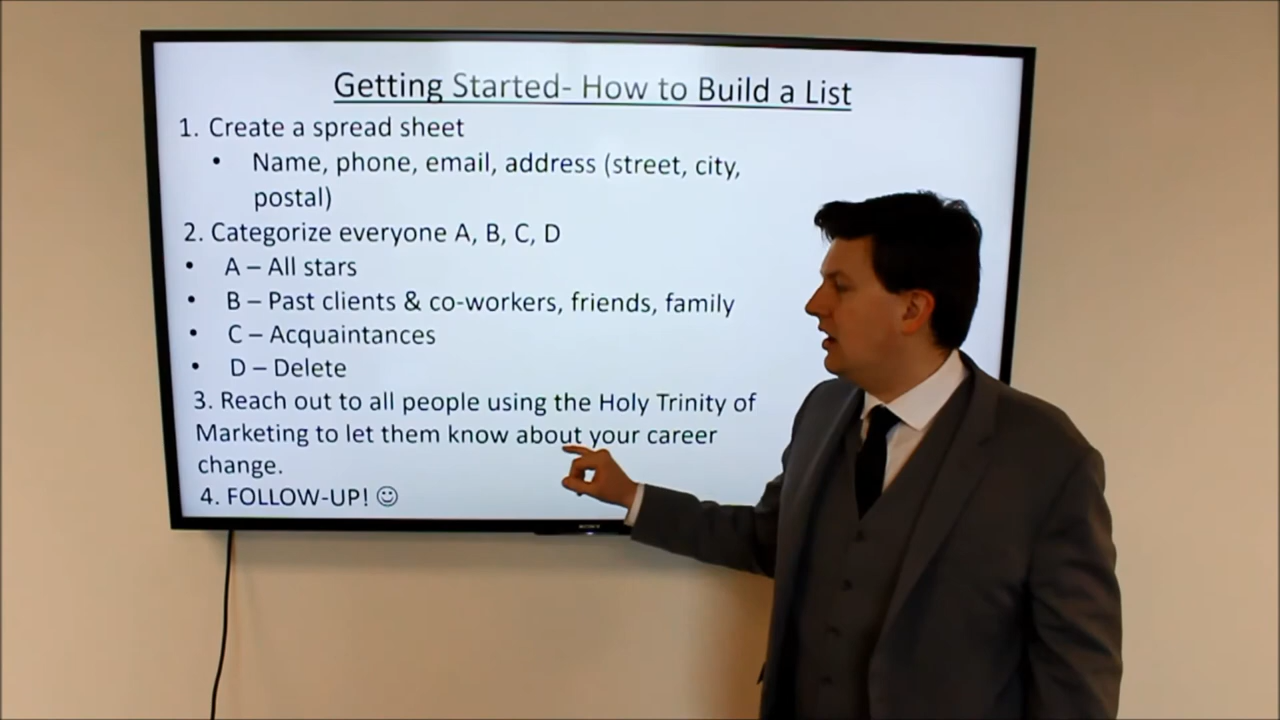 Getting Started- How to Build a List
1. Create a spread sheet
• Name, phone, email, address (street, city,
postal)
2. Categorize everyone A, B, C, D
• A – All stars
• B – Past clients & co-workers, friends, family
• C – Acquaintances
• D – Delete
3. Reach out to all people using the Holy Trinity of
Marketing to let them know about your career
change.
4. FOLLOW-UP! ☺
SONY